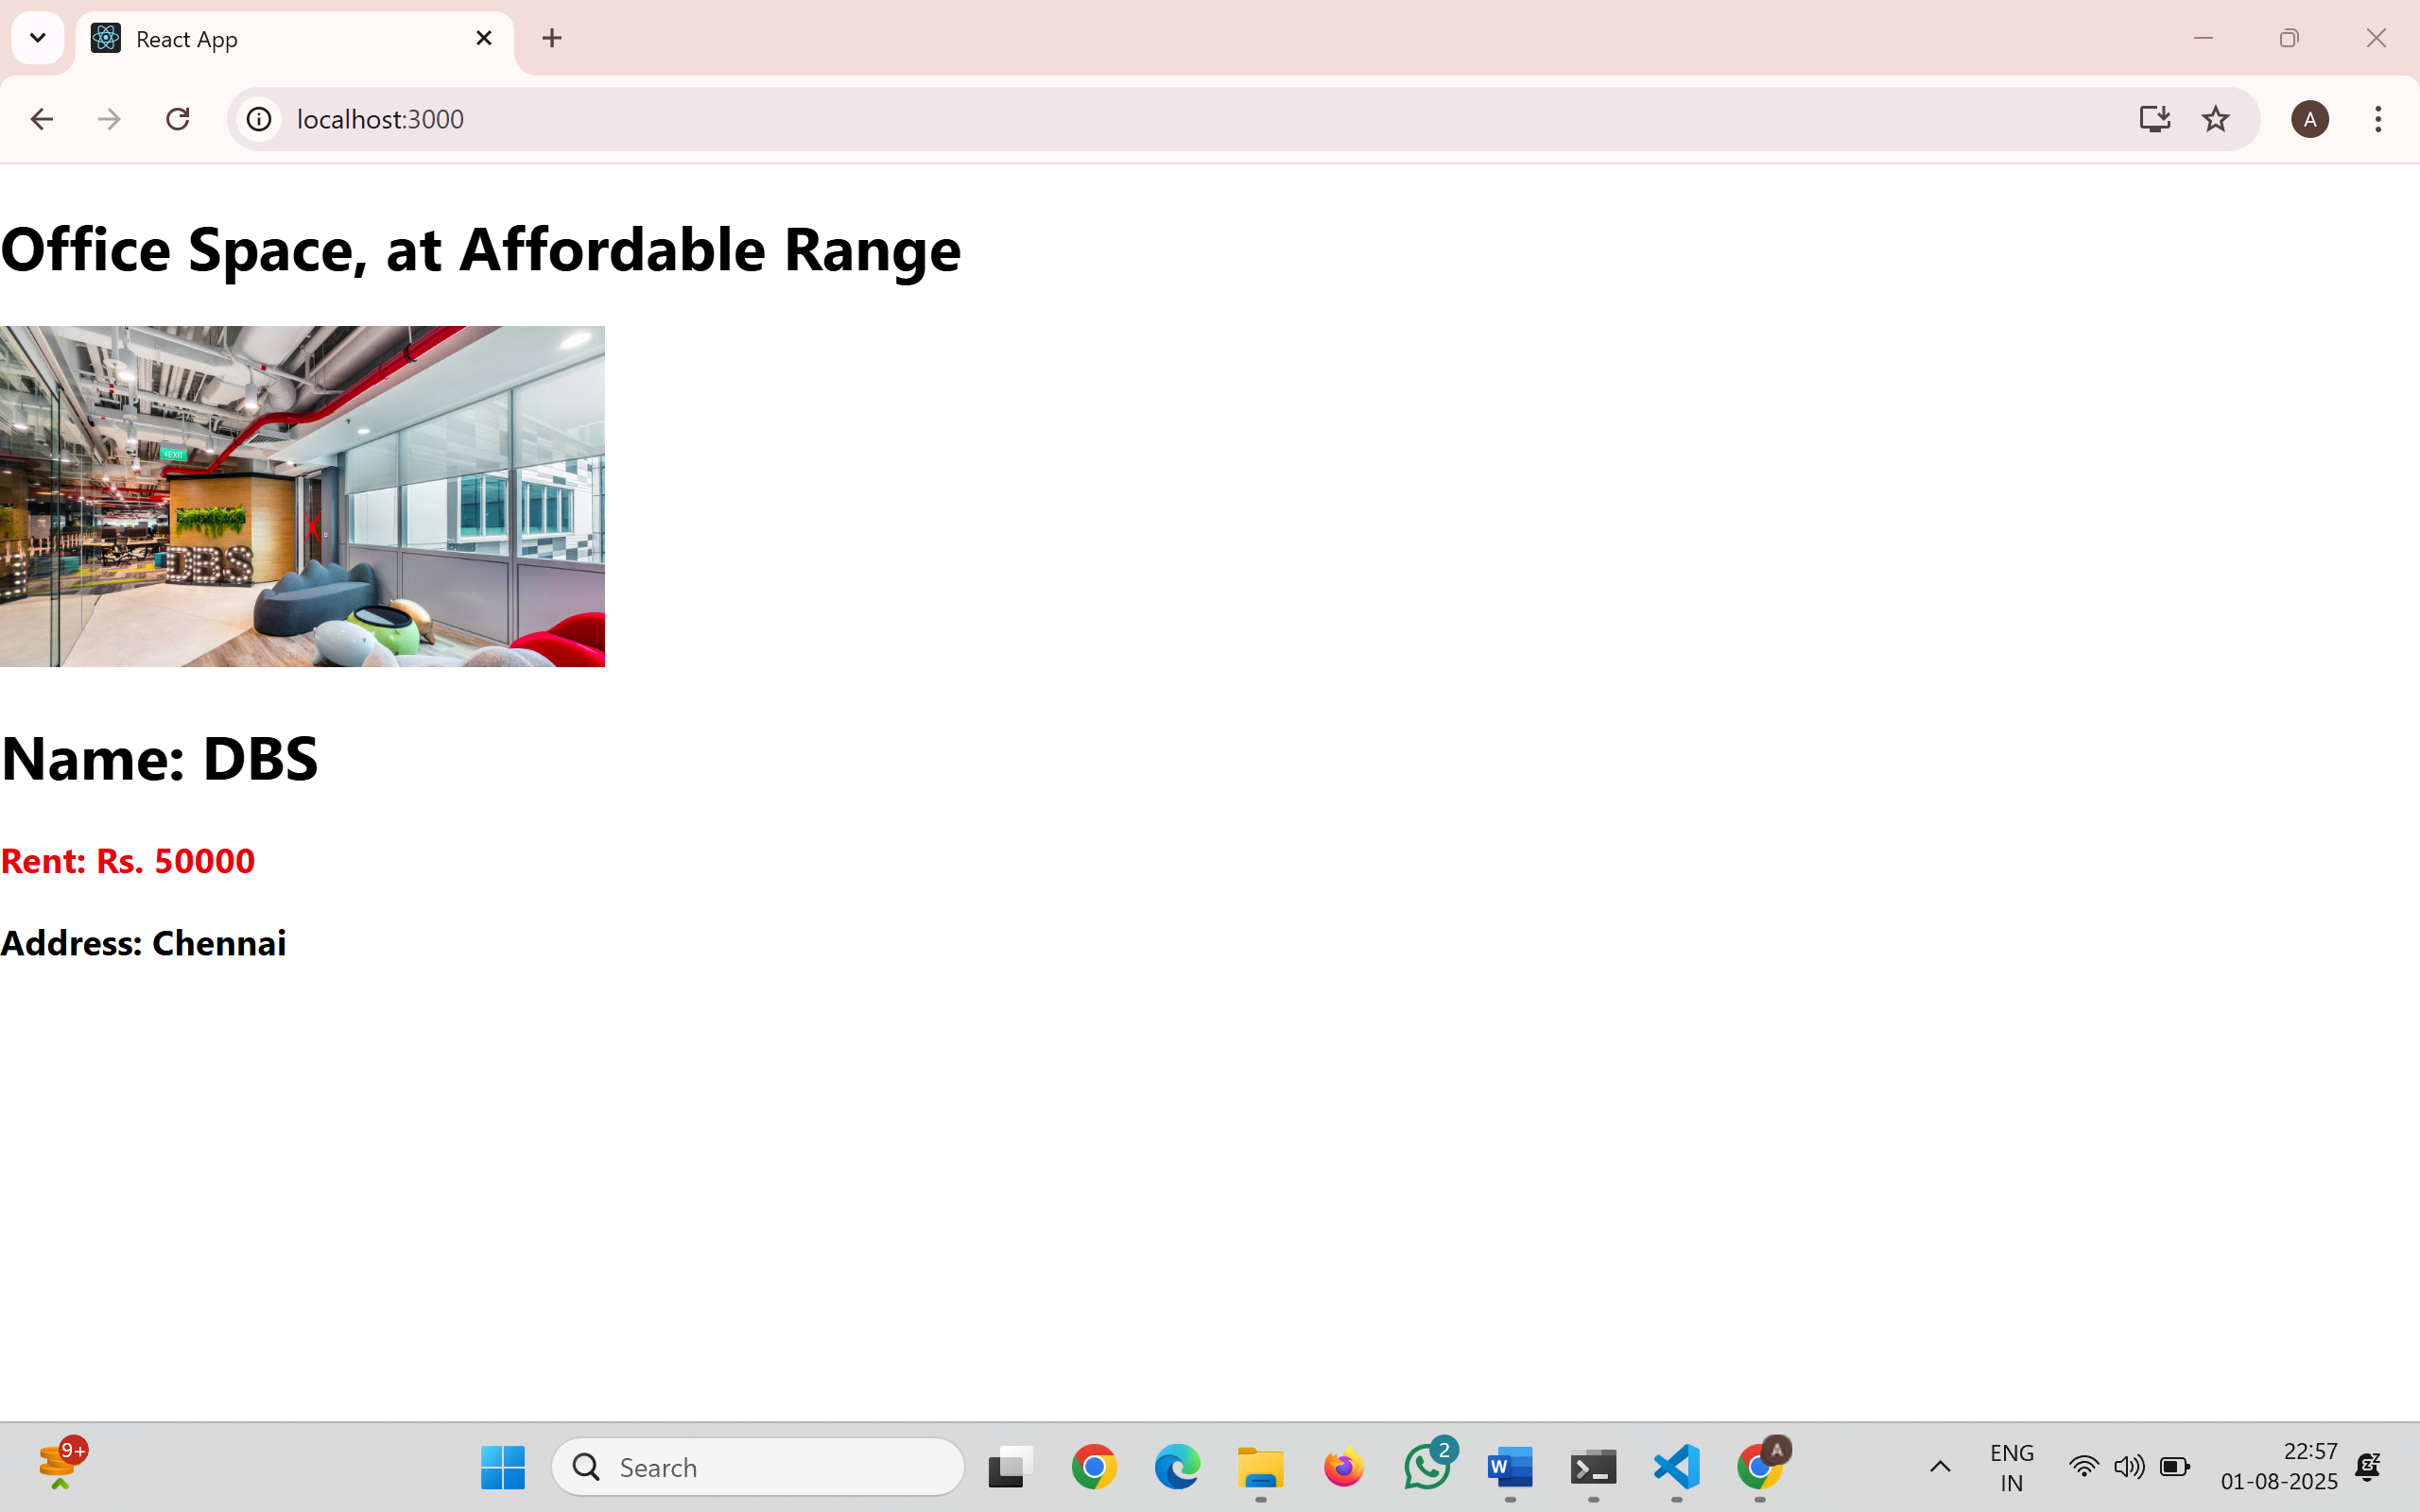 React App
localhost:3000
Office Space, at Affordable Range
EXIT
DBS
Name: DBS
Rent: Rs. 50000
Address: Chennai
A
9+
Search
2
W
A
ENG
IN
22:57
01-08-2025